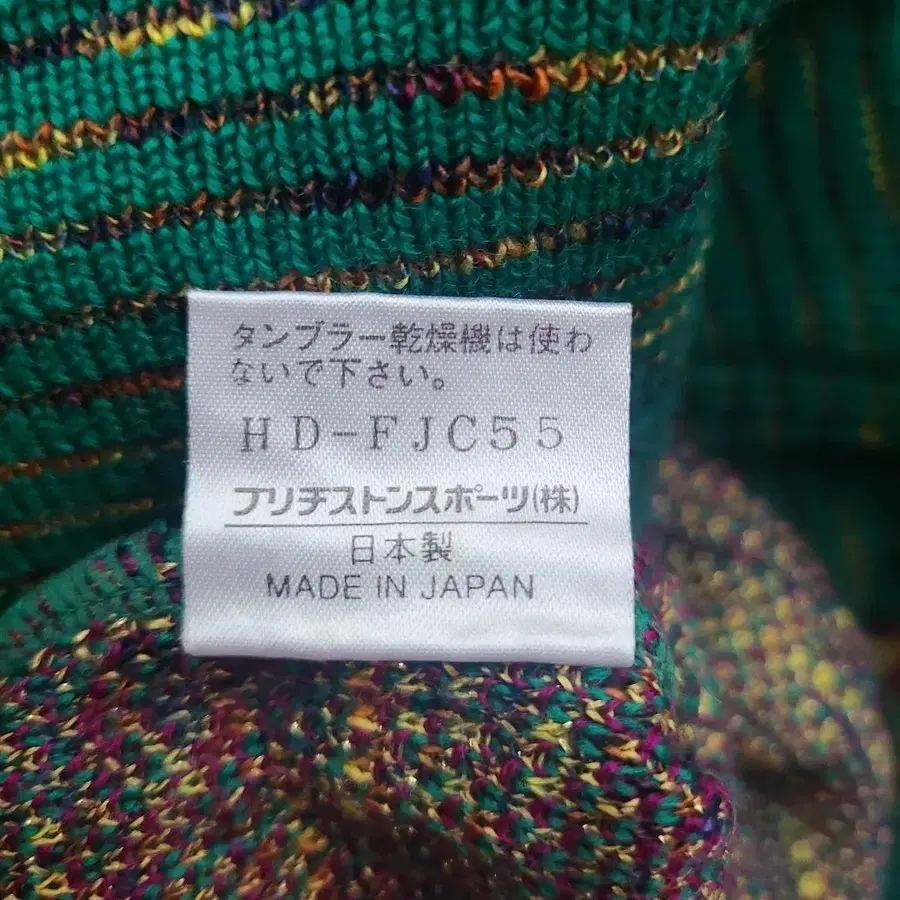 タンブラー乾燥機は使わ
ないで下さい。
HD-FJC55
ブリヂストンスポーツ(株)
日本製
MADE IN JAPAN